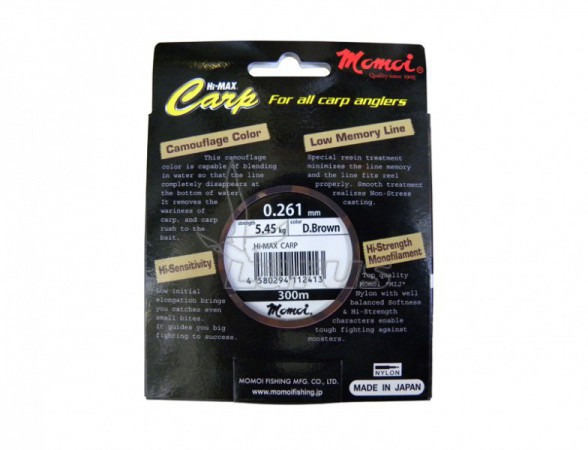 Hi-MAX
Carp
For all carp anglers
Momoi®
Quality since 1905
Camouflage Color
This camouflage
color is capable of blending
in water so that the line
completely disappears at
the bottom of water.
It removes the
wariness of
carp, and carp
rush to the
bait.
Low Memory Line
Special resin treatment
minimizes the line memory
and the line fits reel
properly. Smooth treatment
realizes Non-Stress
casting.
0.261 mm
strength
5.45 kg
color
D.Brown
Hi-MAX CARP
4 580294 112413
300m
Momoi
Hi-Sensitivity
Low initial
elongation brings
you catches even
small bites.
It guides you big
fighting to success.
Hi-Strength
Monofilament
Top quality
Momoi "MIJ"
Nylon with well
balanced Softness
& Hi-Strength
characters enable
tough fighting against
monsters.
MOMOI FISHING MFG. CO., LTD.
www.momoifishing.jp
NYLON
MADE IN JAPAN